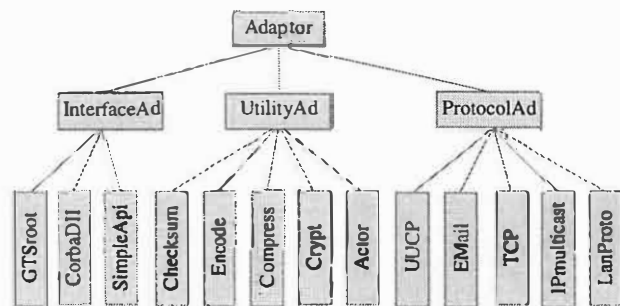 Adaptor
InterfaceAd
UtilityAd
ProtocolAd
GTSroot
CorbaDII
SimpleApi
Checksum
Encode
Compress
Crypt
Actor
UUCP
EMail
TCP
IPmulticast
LanProto